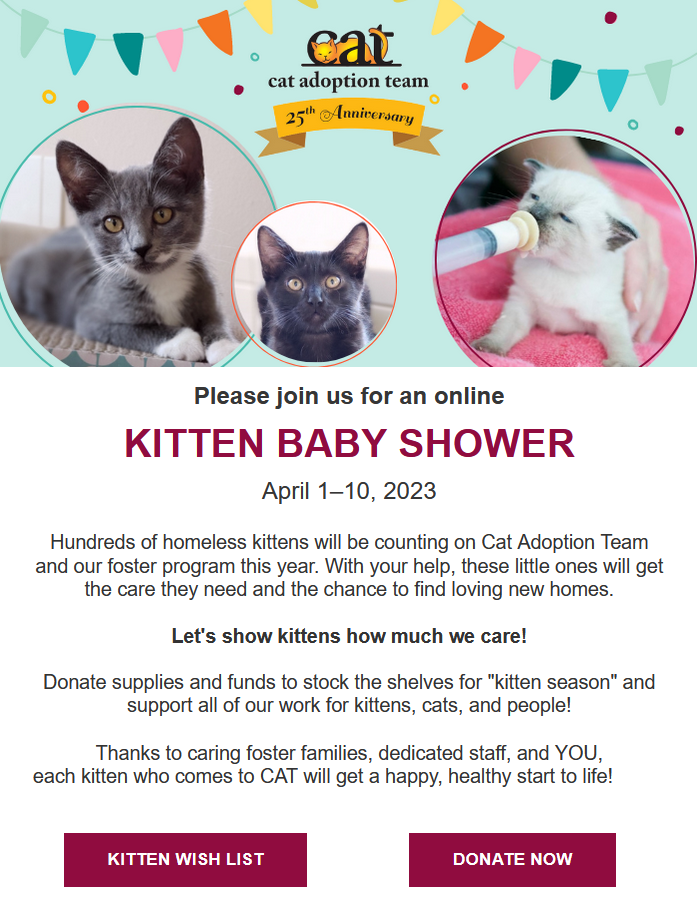 cat
cat adoption team
25th Anniversary
Please join us for an online
KITTEN BABY SHOWER
April 1–10, 2023
Hundreds of homeless kittens will be counting on Cat Adoption Team
and our foster program this year. With your help, these little ones will get
the care they need and the chance to find loving new homes.
Let's show kittens how much we care!
Donate supplies and funds to stock the shelves for "kitten season" and
support all of our work for kittens, cats, and people!
Thanks to caring foster families, dedicated staff, and YOU,
each kitten who comes to CAT will get a happy, healthy start to life!
KITTEN WISH LIST
DONATE NOW